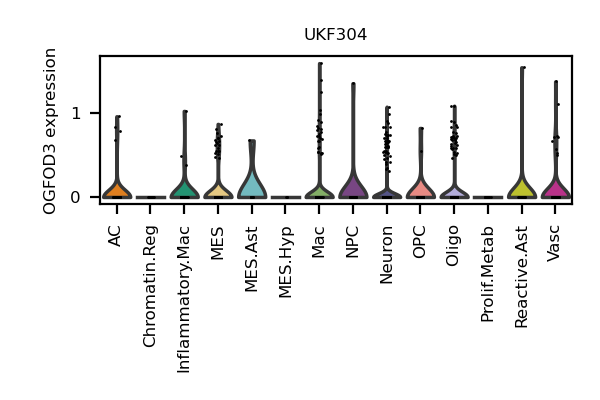 UKF304
OGFOD3 expression
1
0
AC
Chromatin.Reg
Inflammatory.Mac
MES
MES.Ast
MES.Hyp
Mac
NPC
Neuron
OPC
Oligo
Prolif.Metab
Reactive.Ast
Vasc